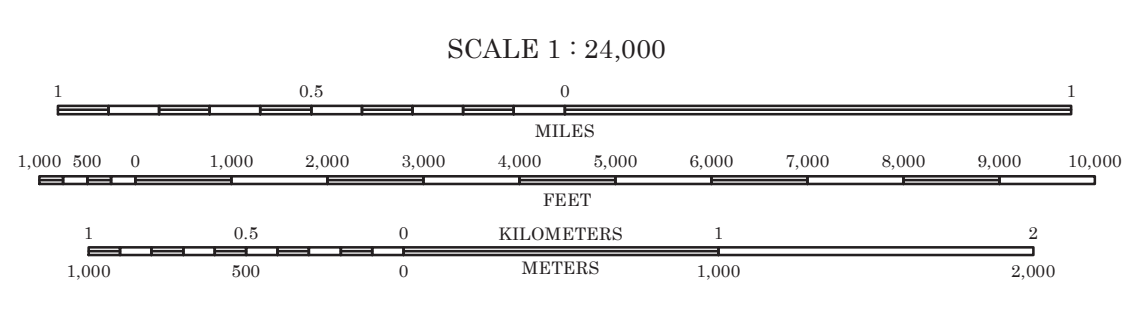 SCALE 1 : 24,000
1 0.5 0 1
MILES
1,000 500 0 1,000 2,000 3,000 4,000 5,000 6,000 7,000 8,000 9,000 10,000
FEET
1 0.5 0 KILOMETERS 1 2
1,000 500 0 METERS 1,000 2,000